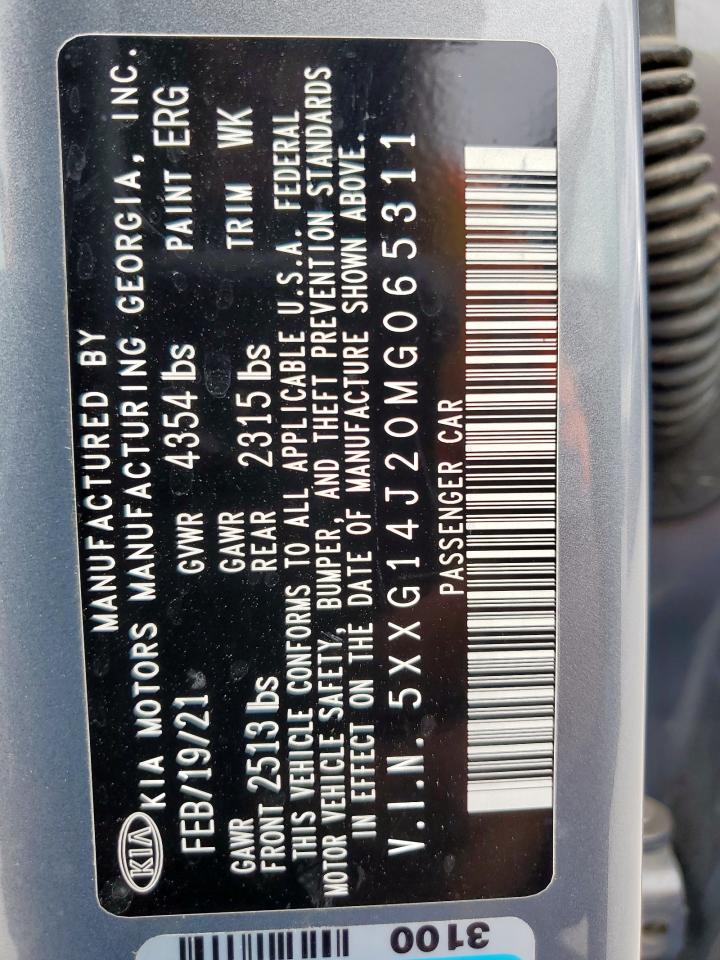 MANUFACTURED BY
KIA KIA MOTORS MANUFACTURING GEORGIA, INC.
FEB/19/21 GVWR 4354 lbs PAINT ERG
GAWR FRONT 2513 lbs GAWR REAR 2315 lbs TRIM WK
THIS VEHICLE CONFORMS TO ALL APPLICABLE U.S.A. FEDERAL
MOTOR VEHICLE SAFETY, BUMPER, AND THEFT PREVENTION STANDARDS
IN EFFECT ON THE DATE OF MANUFACTURE SHOWN ABOVE.
V.I.N. 5XXG14J20MG065311
PASSENGER CAR
3100